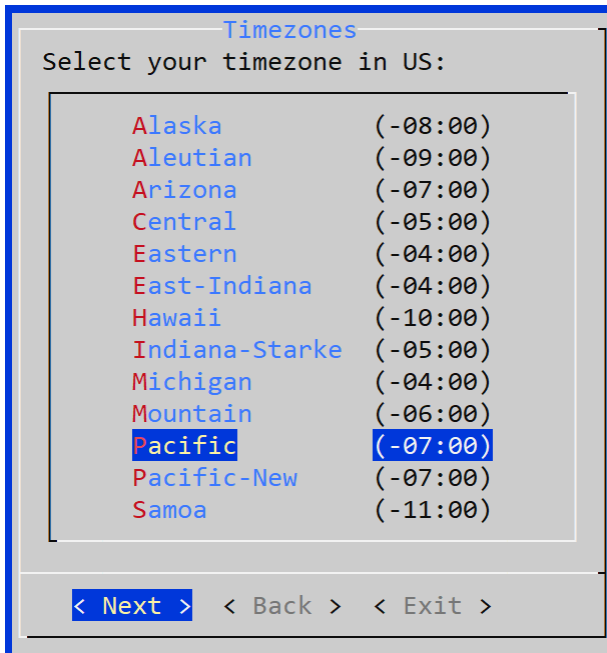 Timezones
Select your timezone in US:
Alaska (-08:00)
Aleutian (-09:00)
Arizona (-07:00)
Central (-05:00)
Eastern (-04:00)
East-Indiana (-04:00)
Hawaii (-10:00)
Indiana-Starke (-05:00)
Michigan (-04:00)
Mountain (-06:00)
Pacific (-07:00)
Pacific-New (-07:00)
Samoa (-11:00)
< Next > < Back > < Exit >